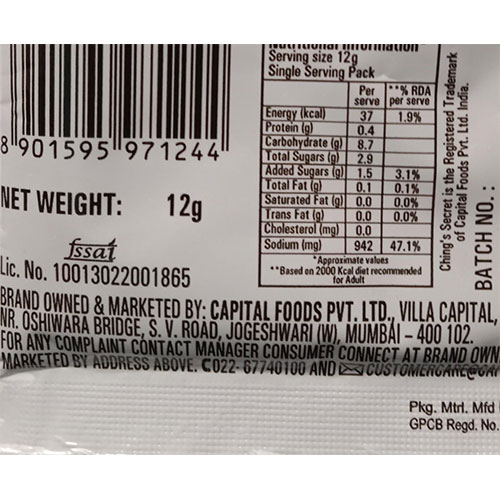 Nutritional Information
Serving size 12g
Single Serving Pack
Per serve **% RDA per serve
Energy (kcal) 37 1.9%
Protein (g) 0.4
Carbohydrate (g) 8.7
Total Sugars (g) 2.9
Added Sugars (g) 1.5 3.1%
Total Fat (g) 0.1 0.1%
Saturated Fat (g) 0.0 0.0%
Trans Fat (g) 0.0 0.0%
Cholesterol (mg) 0.0
Sodium (mg) 942 47.1%
*Approximate values
**Based on 2000 Kcal diet recommended
for Adult
Ching's Secret is the Registered Trademark
of Capital Foods Pvt. Ltd. India.
BATCH NO. :
8 901595 971244
NET WEIGHT: 12g
fssai
Lic. No. 10013022001865
BRAND OWNED & MARKETED BY: CAPITAL FOODS PVT. LTD., VILLA CAPITAL,
NR. OSHIWARA BRIDGE, S. V. ROAD, JOGESHWARI (W), MUMBAI – 400 102.
FOR ANY COMPLAINT CONTACT MANAGER CONSUMER CONNECT AT BRAND OWN
MARKETED BY ADDRESS ABOVE. 022- 67740100 AND CUSTOMERCARE@CA
Pkg. Mtrl. Mfd
GPCB Regd. No.